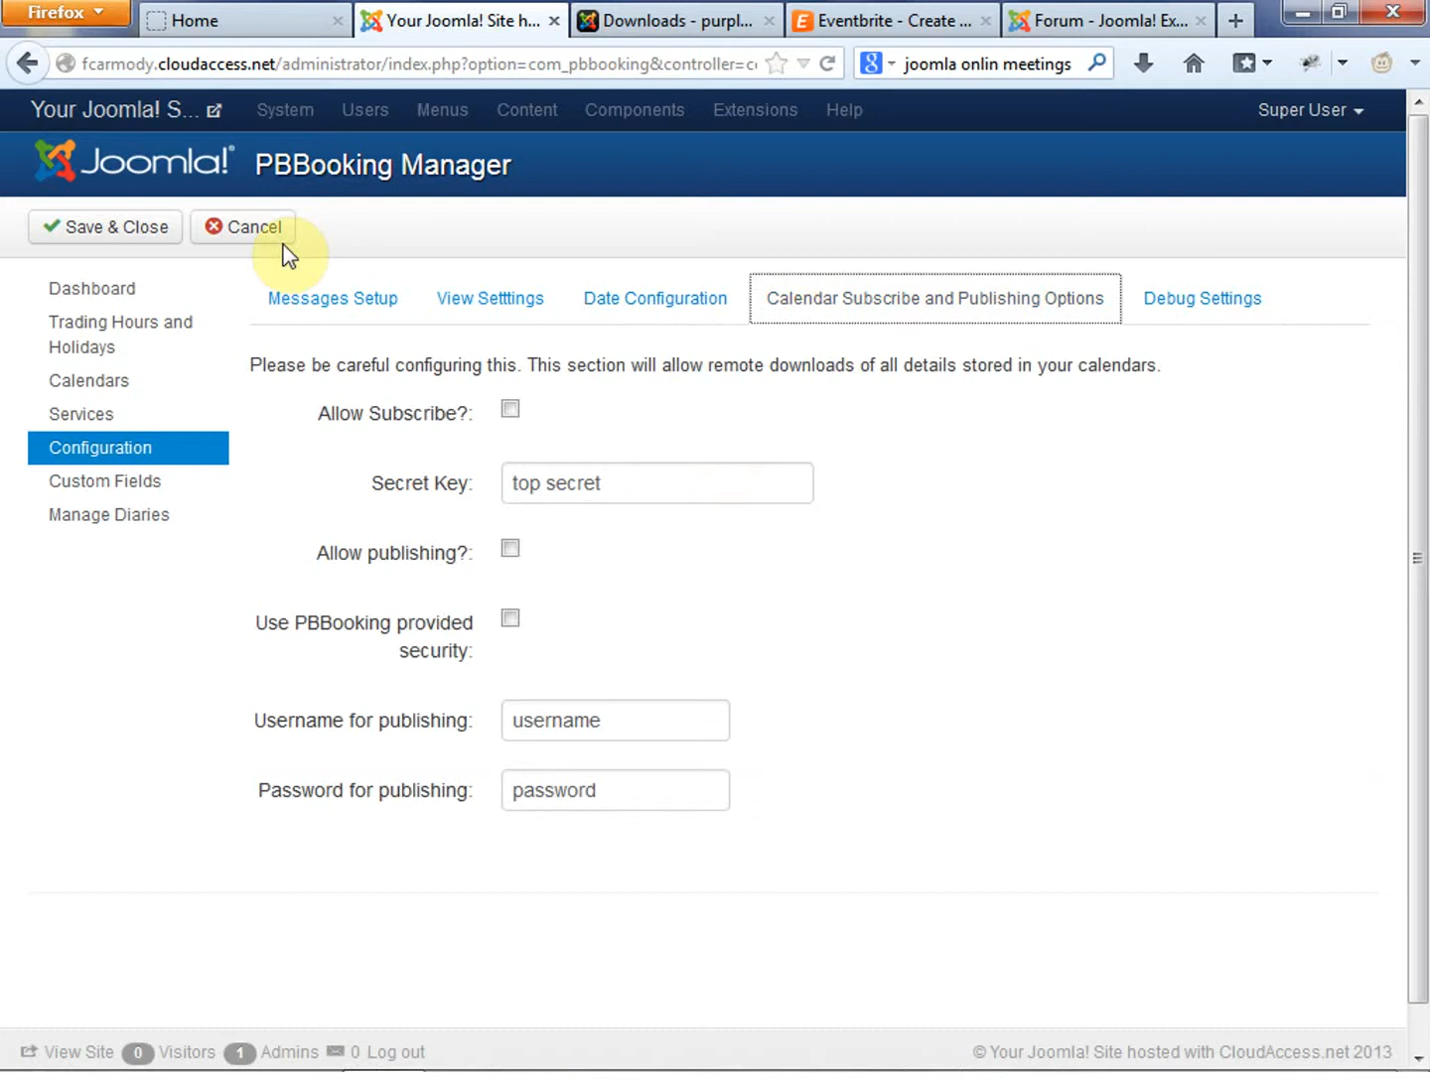 Firefox
Home
Your Joomla! Site h...
Downloads - purpl...
Eventbrite - Create ...
Forum - Joomla! Ex...
fcarmody.cloudaccess.net/administrator/index.php?option=com_pbbooking&controller=c
joomla onlin meetings
Your Joomla! S...
System
Users
Menus
Content
Components
Extensions
Help
Super User
Joomla!
PBBooking Manager
Save & Close
Cancel
Dashboard
Trading Hours and
Holidays
Calendars
Services
Configuration
Custom Fields
Manage Diaries
Messages Setup
View Setttings
Date Configuration
Calendar Subscribe and Publishing Options
Debug Settings
Please be careful configuring this. This section will allow remote downloads of all details stored in your calendars.
Allow Subscribe?:
Secret Key:
top secret
Allow publishing?:
Use PBBooking provided
security:
Username for publishing:
username
Password for publishing:
password
View Site
0 Visitors
1 Admins
0
Log out
© Your Joomla! Site hosted with CloudAccess.net 2013